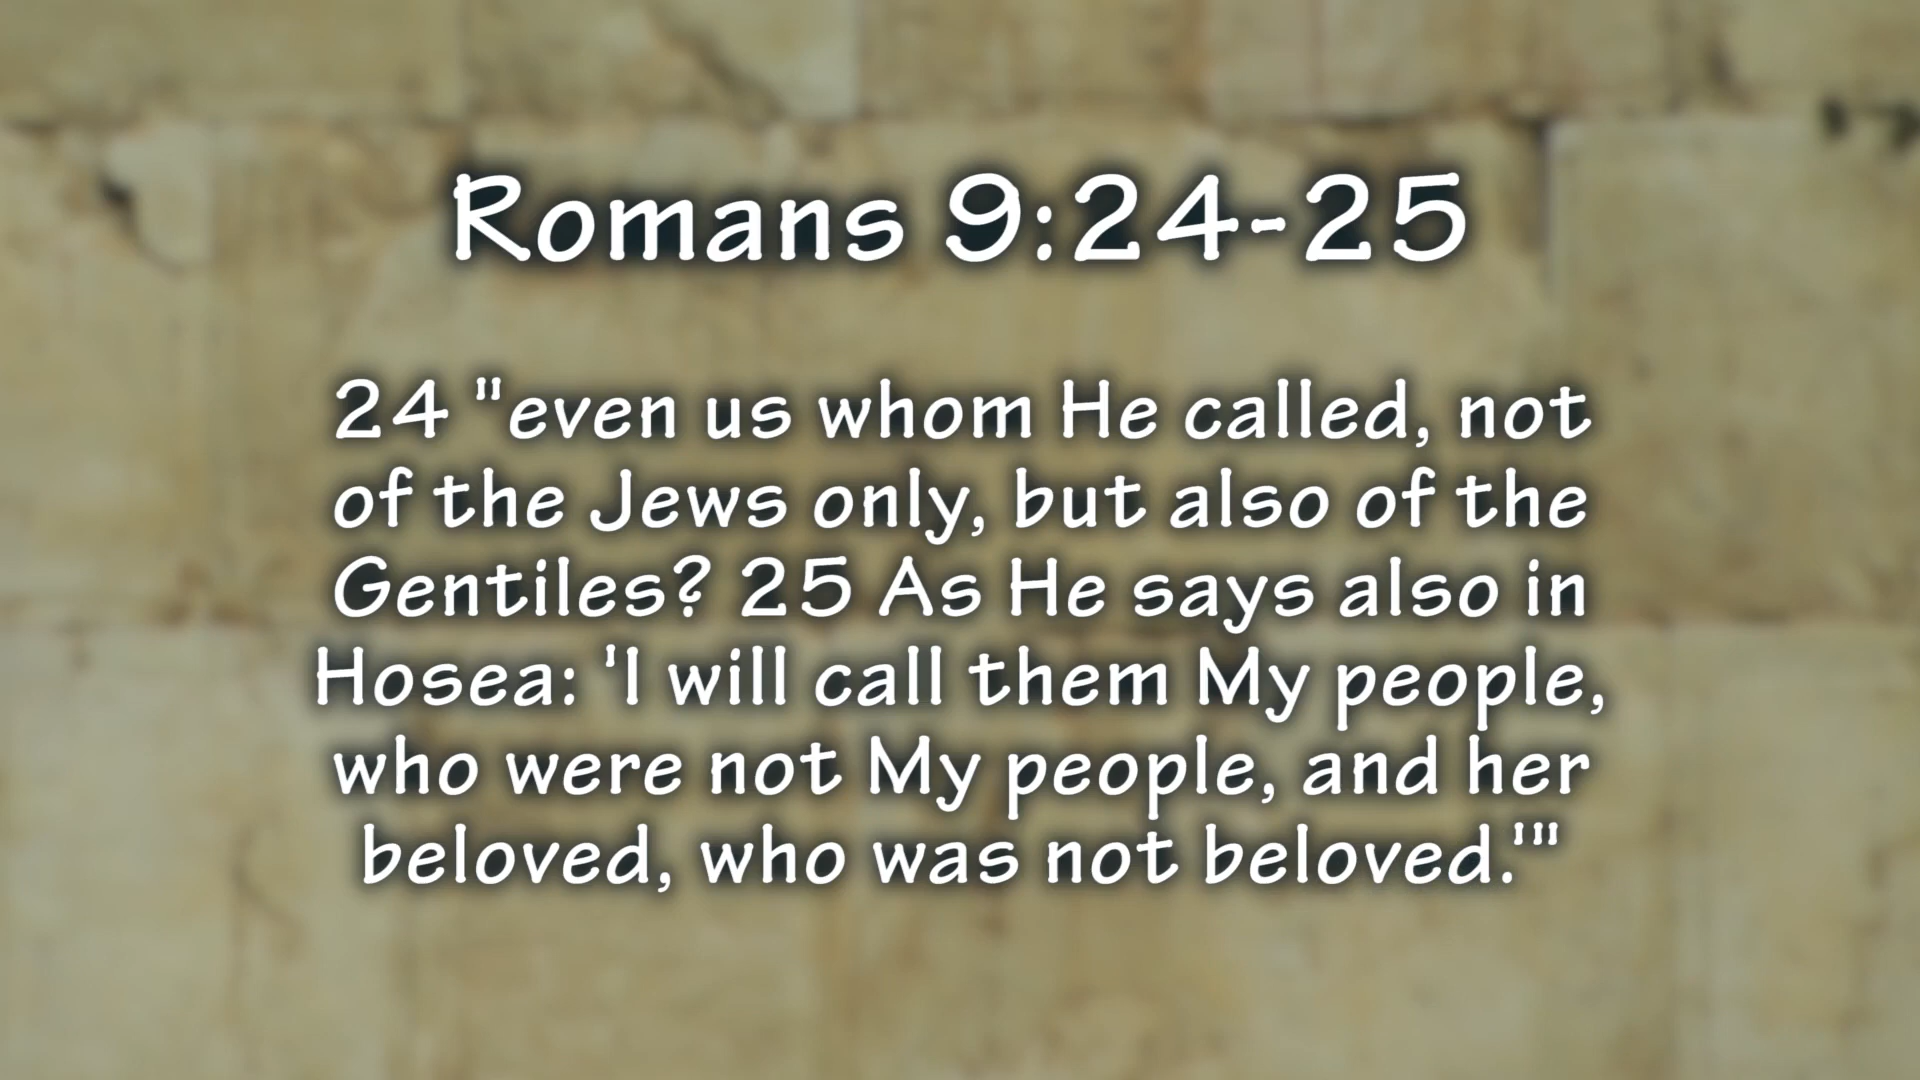 Romans 9:24-25
24 "even us whom He called, not
of the Jews only, but also of the
Gentiles? 25 As He says also in
Hosea: 'I will call them My people,
who were not My people, and her
beloved, who was not beloved.'"